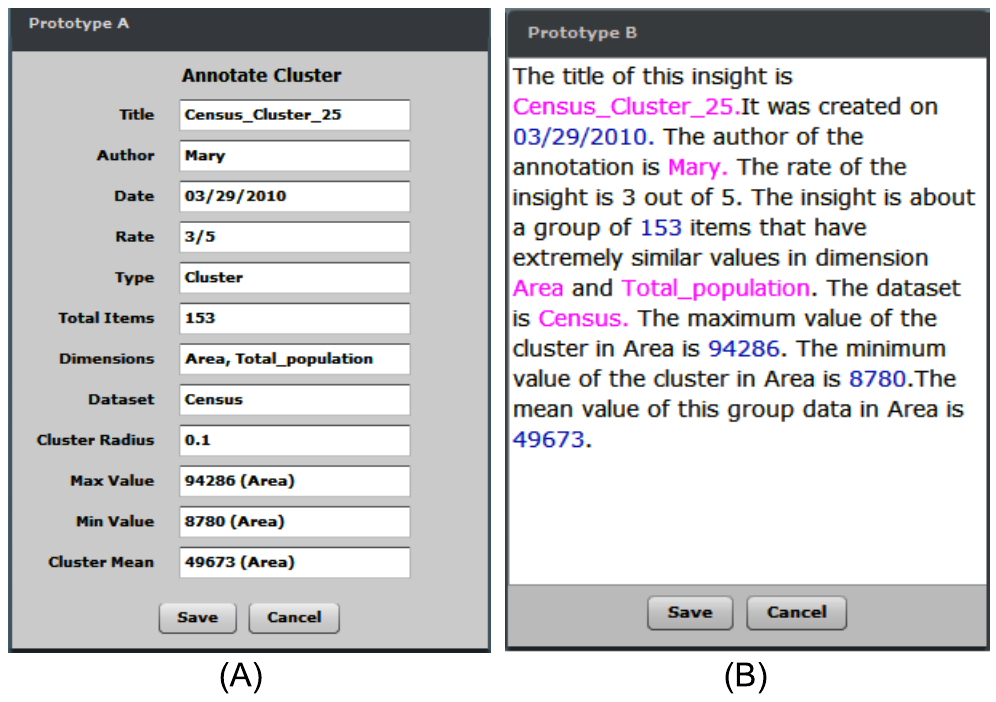 Prototype A
Annotate Cluster
Title Census_Cluster_25
Author Mary
Date 03/29/2010
Rate 3/5
Type Cluster
Total Items 153
Dimensions Area, Total_population
Dataset Census
Cluster Radius 0.1
Max Value 94286 (Area)
Min Value 8780 (Area)
Cluster Mean 49673 (Area)
Save Cancel
(A)
Prototype B
The title of this insight is
Census_Cluster_25.It was created on
03/29/2010. The author of the
annotation is Mary. The rate of the
insight is 3 out of 5. The insight is about
a group of 153 items that have
extremely similar values in dimension
Area and Total_population. The dataset
is Census. The maximum value of the
cluster in Area is 94286. The minimum
value of the cluster in Area is 8780.The
mean value of this group data in Area is
49673.
Save Cancel
(B)